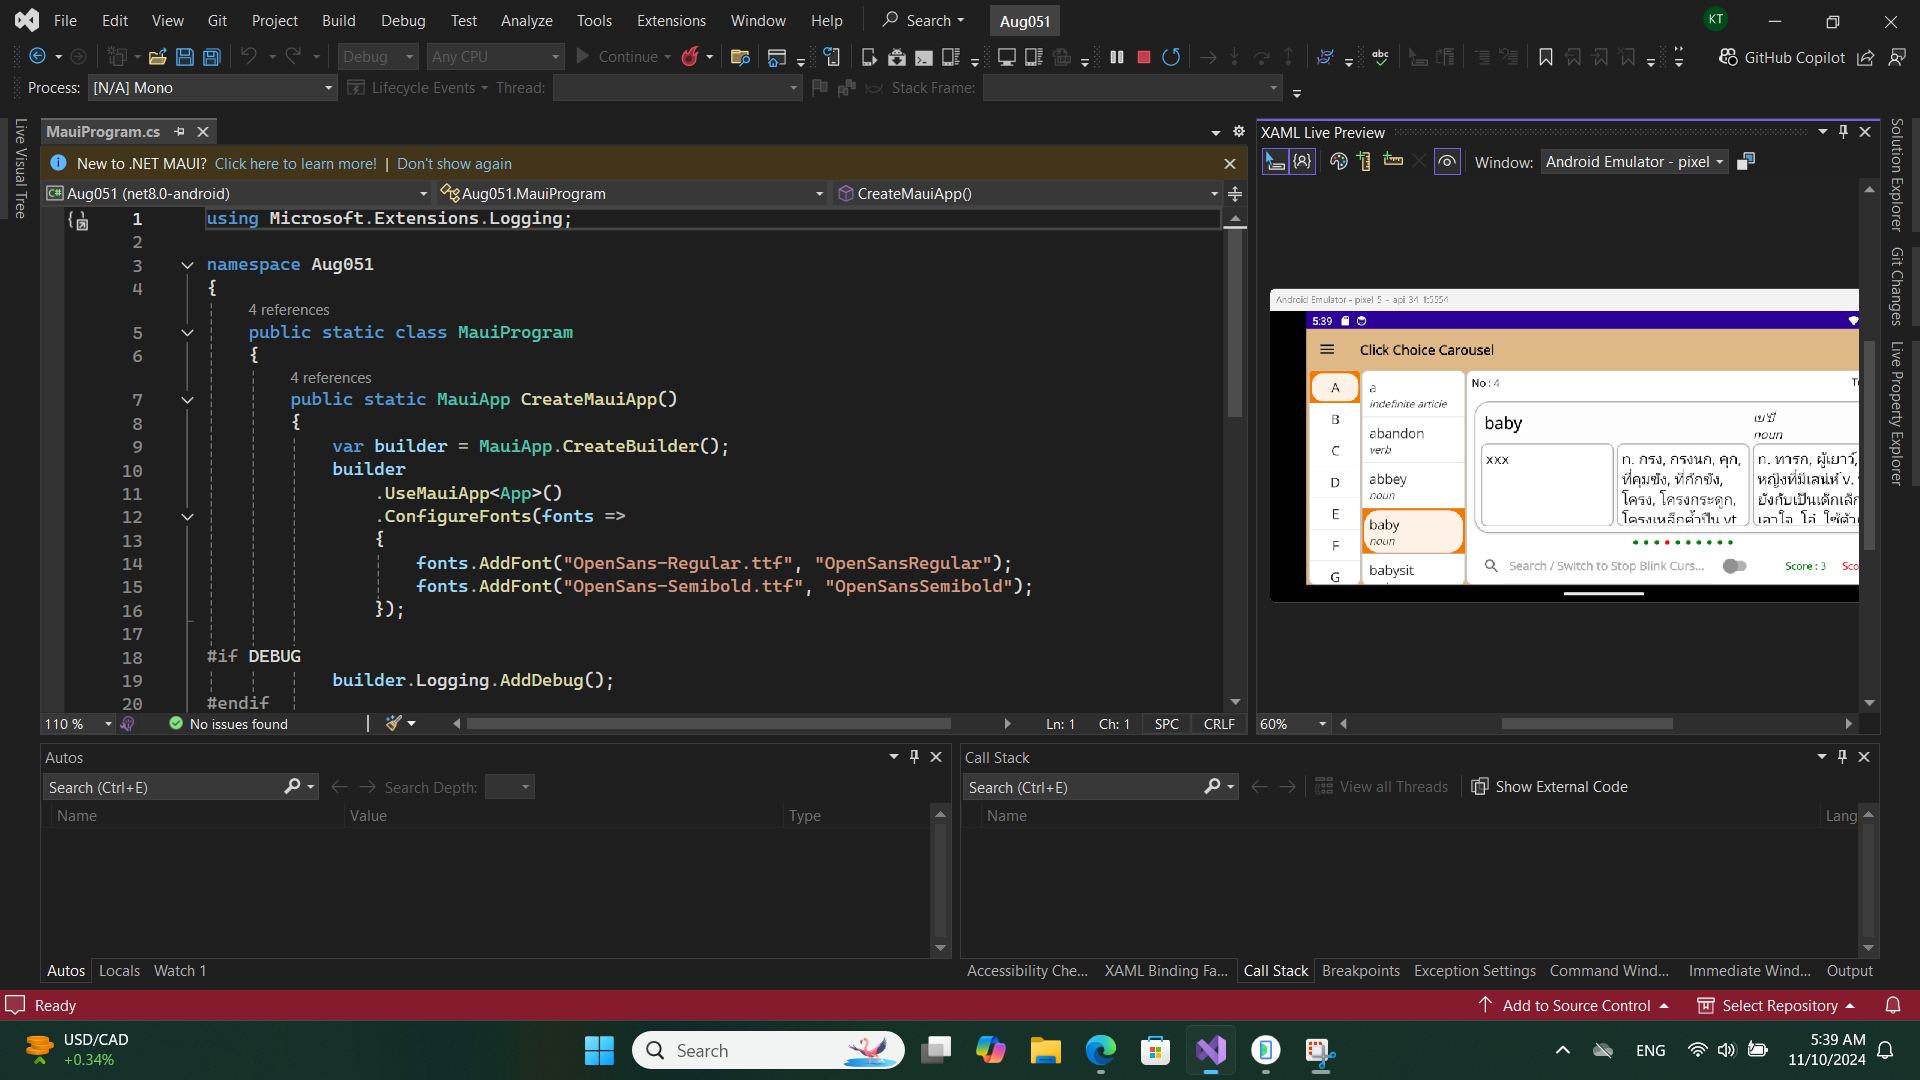 File Edit View Git Project Build Debug Test Analyze Tools Extensions Window Help Search Aug051 KT
Debug Any CPU Continue GitHub Copilot
Process: [N/A] Mono Lifecycle Events Thread: Stack Frame:
Live Visual Tree
MauiProgram.cs
New to .NET MAUI? Click here to learn more! | Don't show again
Aug051 (net8.0-android) Aug051.MauiProgram CreateMauiApp()
1 using Microsoft.Extensions.Logging;
2
3 namespace Aug051
4 {
4 references
5 public static class MauiProgram
6 {
4 references
7 public static MauiApp CreateMauiApp()
8 {
9 var builder = MauiApp.CreateBuilder();
10 builder
11 .UseMauiApp<App>()
12 .ConfigureFonts(fonts =>
13 {
14 fonts.AddFont("OpenSans-Regular.ttf", "OpenSansRegular");
15 fonts.AddFont("OpenSans-Semibold.ttf", "OpenSansSemibold");
16 });
17
18 #if DEBUG
19 builder.Logging.AddDebug();
20 #endif
110 % No issues found Ln: 1 Ch: 1 SPC CRLF
XAML Live Preview
Window: Android Emulator - pixel
Android Emulator - pixel 5 - api 34 1:5554
5:39
Click Choice Carousel
A
B
C
D
E
F
G
a
indefinite article
abandon
verb
abbey
noun
baby
noun
babysit
No : 4
baby
เบ'บี
noun
xxx
n. กรง, กรงนก, คุก,
ที่คุมขัง, ที่กักขัง,
โครง, โครงกระดูก,
โครงเหล็กค้ำปืน vt.
n. ทารก, ผู้เยาว์,
หญิงที่มีเสน่ห์ v.
ยังกับเป็นเด็กเล็ก
เอาใจ, โอ๋, ใช้ด้วย
Search / Switch to Stop Blink Curs...
Score : 3
60%
Solution Explorer
Git Changes
Live Property Explorer
Autos
Search (Ctrl+E) Search Depth:
Name Value Type
Autos Locals Watch 1
Call Stack
Search (Ctrl+E) View all Threads Show External Code
Name Lang
Accessibility Che... XAML Binding Fa... Call Stack Breakpoints Exception Settings Command Wind... Immediate Wind... Output
Ready Add to Source Control Select Repository
USD/CAD
+0.34%
Search
ENG
5:39 AM
11/10/2024